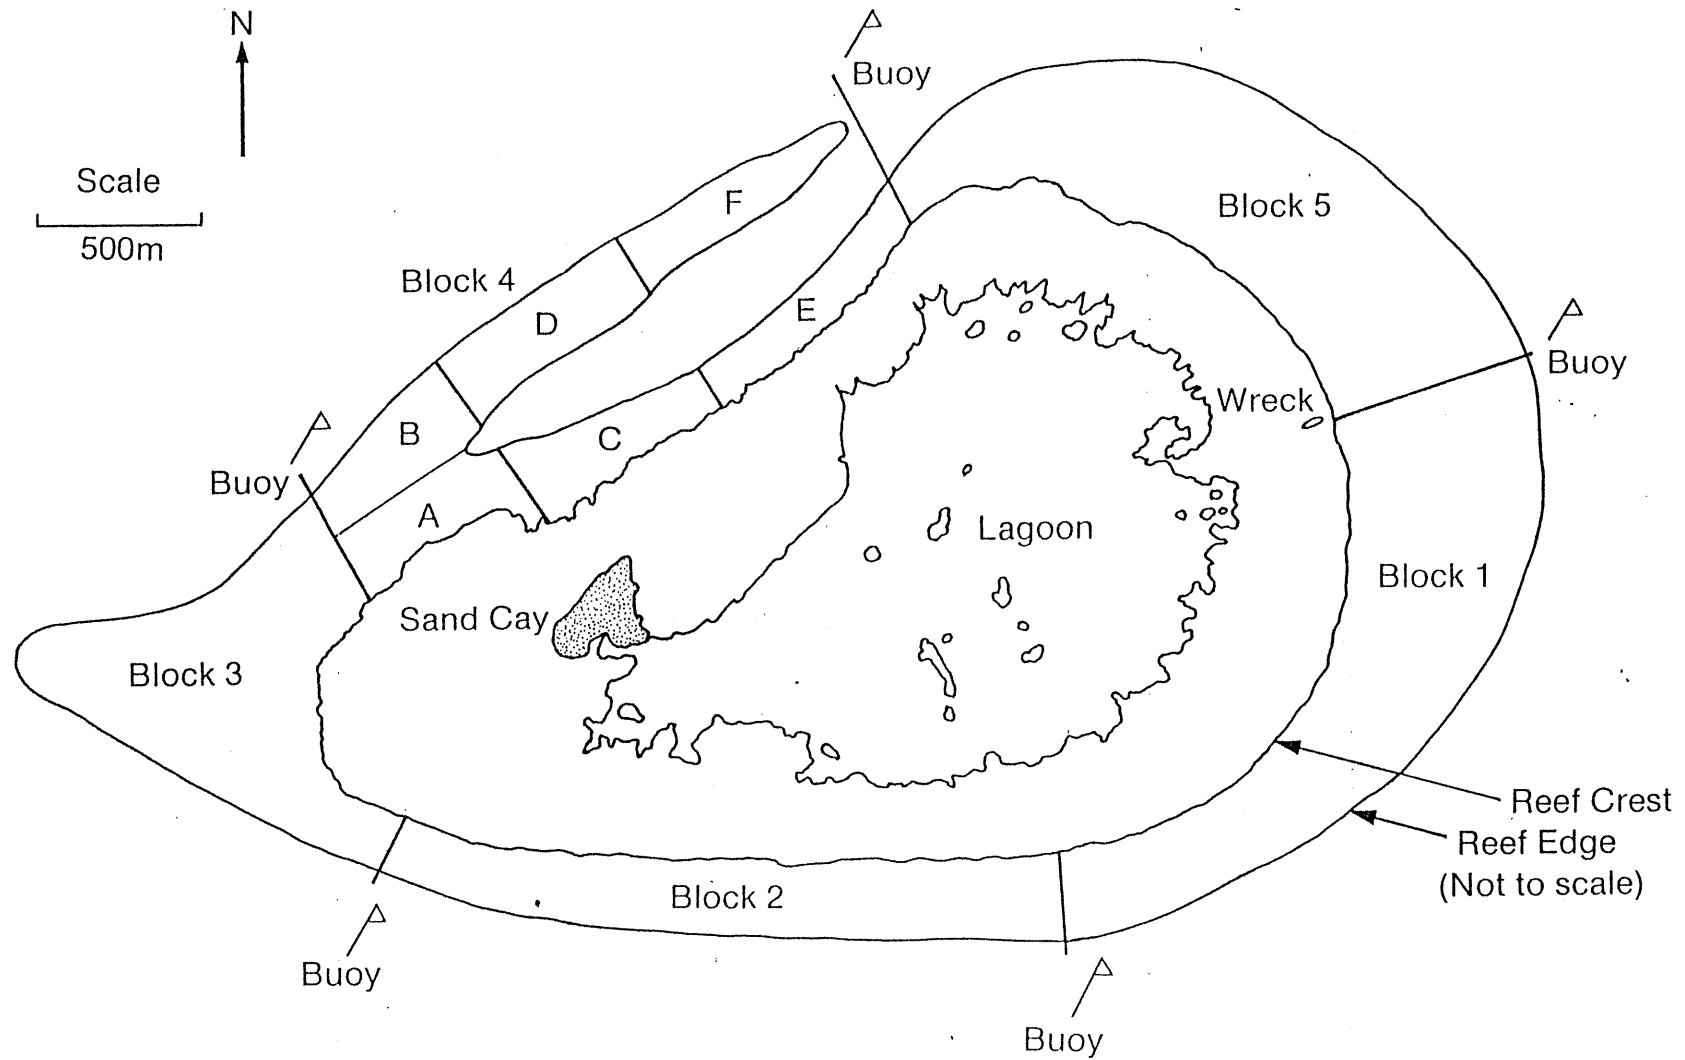 N
Buoy
Scale
500m
Block 5
F
Block 4
E
D
Buoy
Wreck
B
C
Buoy
A
Lagoon
Block 1
Sand Cay
Block 3
Reef Crest
Reef Edge
(Not to scale)
Block 2
Buoy
Buoy